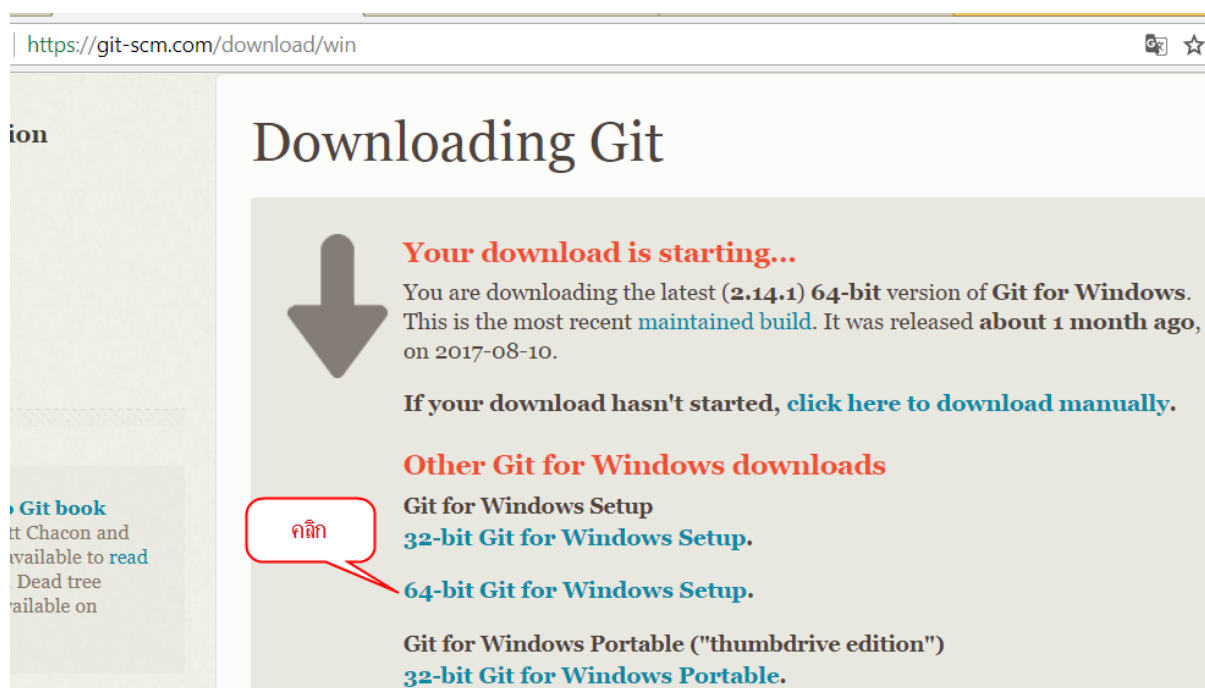 https://git-scm.com/download/win
ion
Downloading Git
Your download is starting...
You are downloading the latest (2.14.1) 64-bit version of Git for Windows.
This is the most recent maintained build. It was released about 1 month ago,
on 2017-08-10.
If your download hasn't started, click here to download manually.
Other Git for Windows downloads
Git for Windows Setup
32-bit Git for Windows Setup.
คลิก
64-bit Git for Windows Setup.
Git for Windows Portable ("thumbdrive edition")
32-bit Git for Windows Portable.
Git book
tt Chacon and
available to read
. Dead tree
vailable on